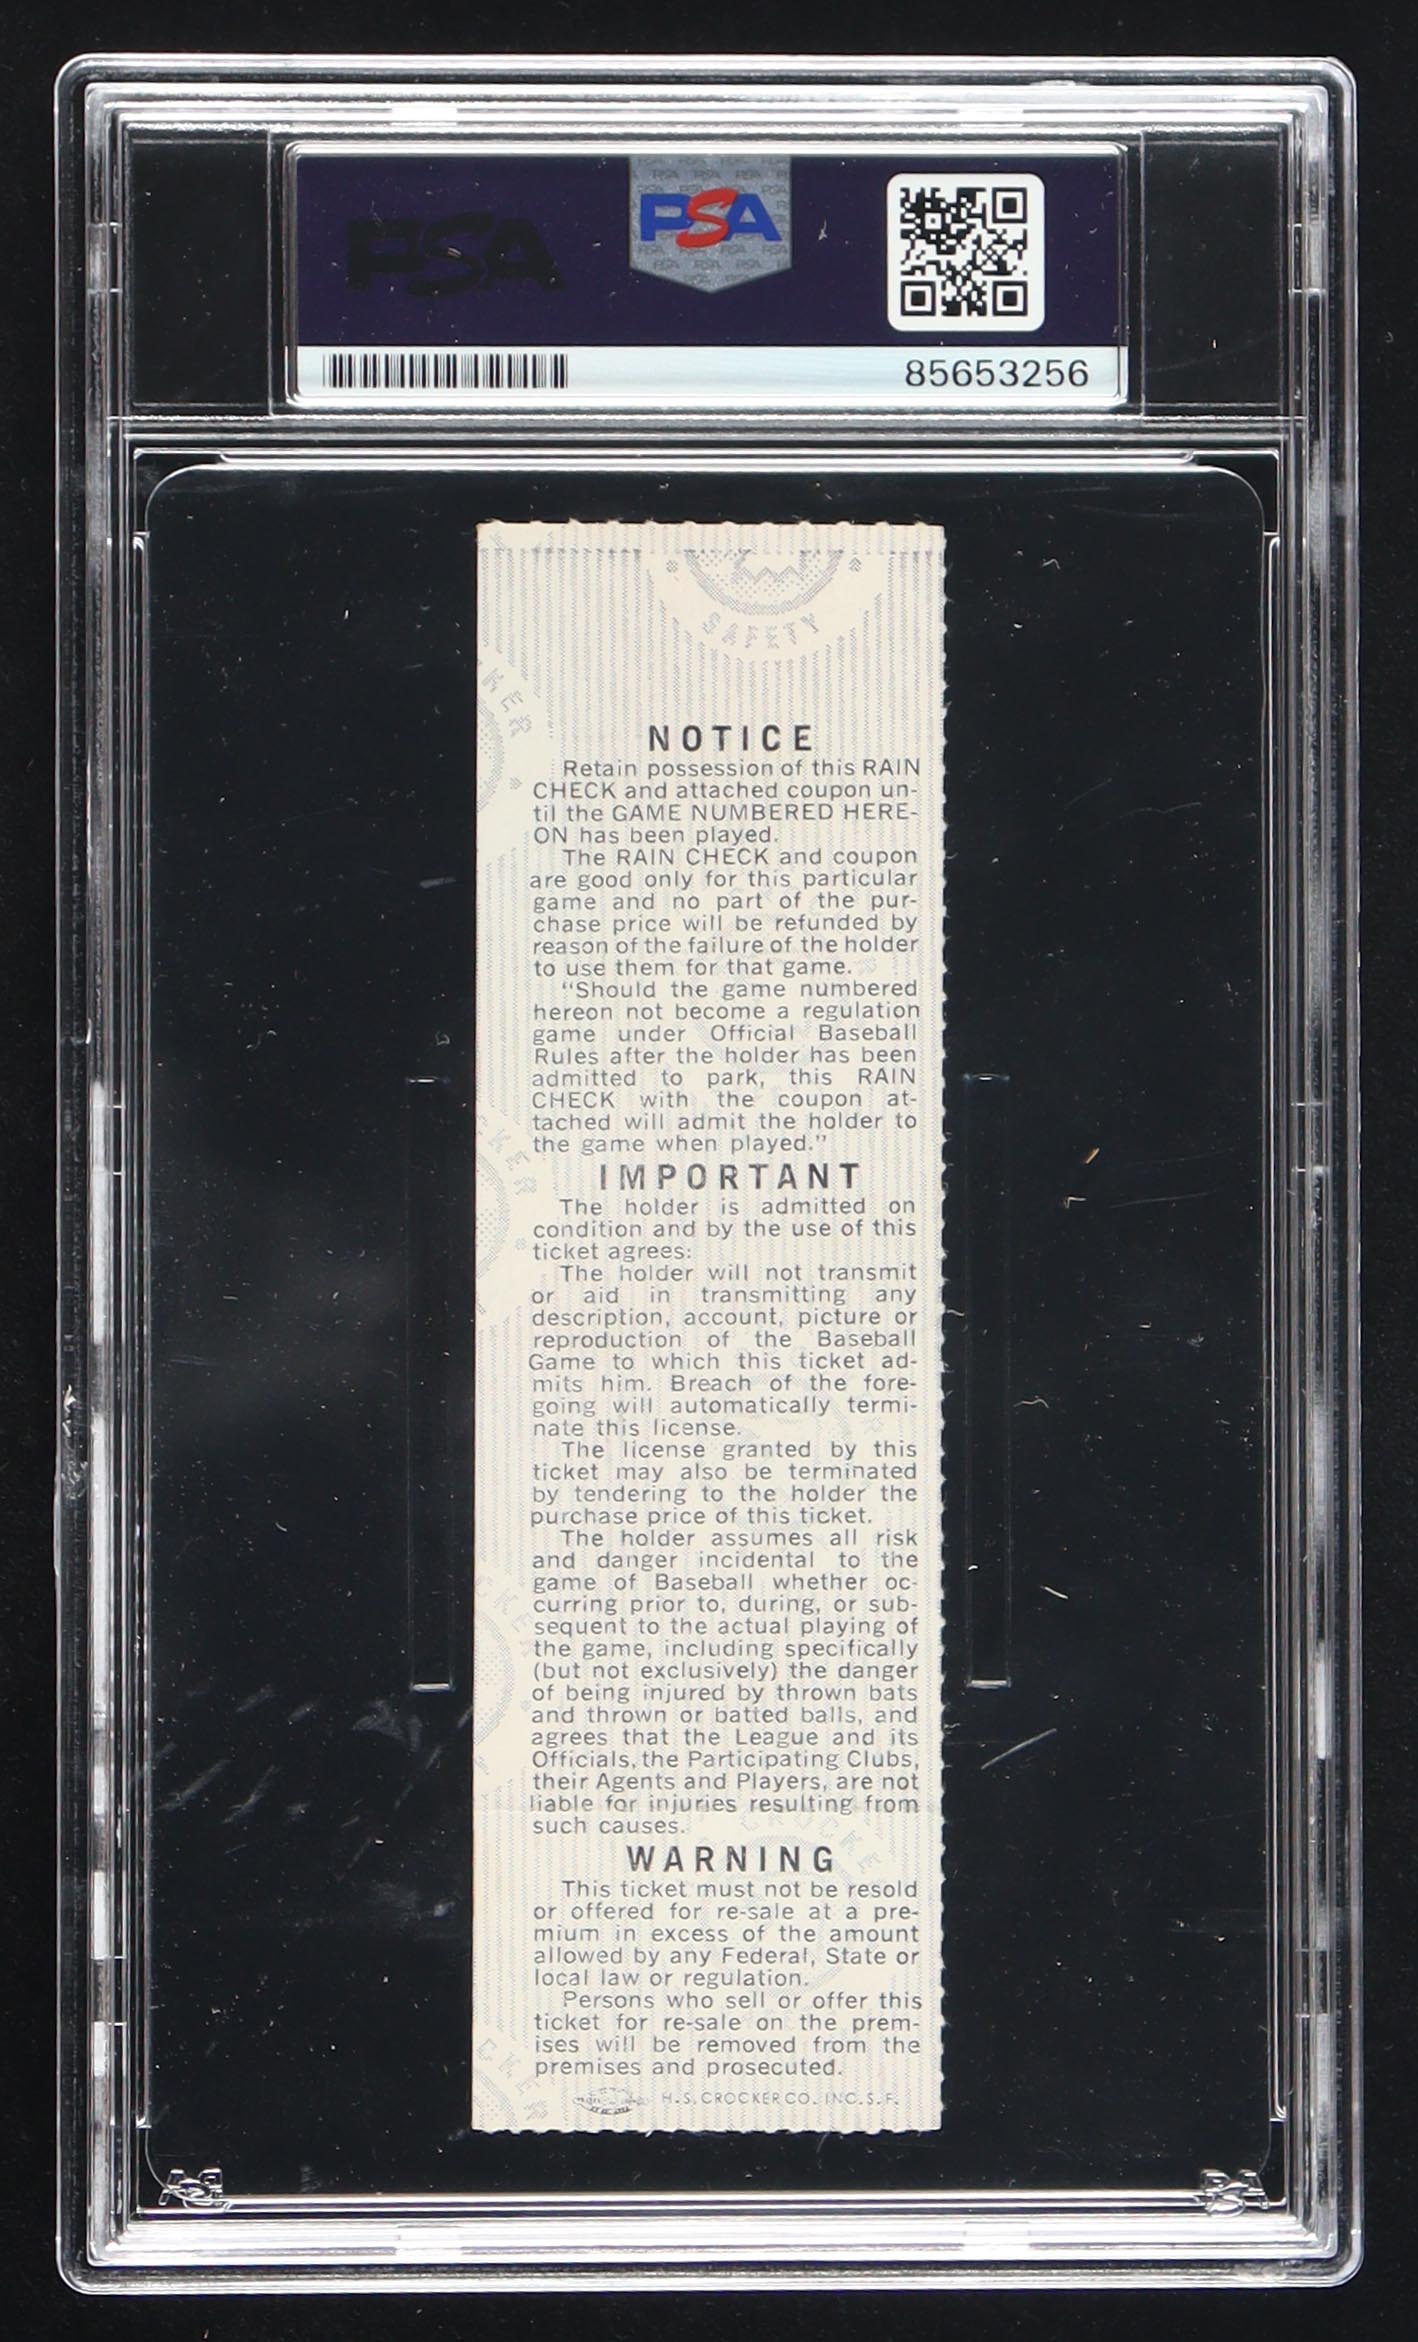 PSA
PSA
85653256
SAFETY
NOTICE
Retain possession of this RAIN
CHECK and attached coupon un-
til the GAME NUMBERED HERE-
ON has been played.
The RAIN CHECK and coupon
are good only for this particular
game and no part of the pur-
chase price will be refunded by
reason of the failure of the holder
to use them for that game.
"Should the game numbered
hereon not become a regulation
game under Official Baseball
Rules after the holder has been
admitted to park, this RAIN
CHECK with the coupon at-
tached will admit the holder to
the game when played."
IMPORTANT
The holder is admitted on
condition and by the use of this
ticket agrees:
The holder will not transmit
or aid in transmitting any
description, account, picture or
reproduction of the Baseball
Game to which this ticket ad-
mits him. Breach of the fore-
going will automatically termi-
nate this license.
The license granted by this
ticket may also be terminated
by tendering to the holder the
purchase price of this ticket.
The holder assumes all risk
and danger incidental to the
game of Baseball whether oc-
curring prior to, during, or sub-
sequent to the actual playing of
the game, including specifically
(but not exclusively) the danger
of being injured by thrown bats
and thrown or batted balls, and
agrees that the League and its
Officials, the Participating Clubs,
their Agents and Players, are not
liable for injuries resulting from
such causes.
WARNING
This ticket must not be resold
or offered for re-sale at a pre-
mium in excess of the amount
allowed by any Federal, State or
local law or regulation.
Persons who sell or offer this
ticket for re-sale on the prem-
ises will be removed from the
premises and prosecuted.
H.S. CROCKER CO. INC. S.F.